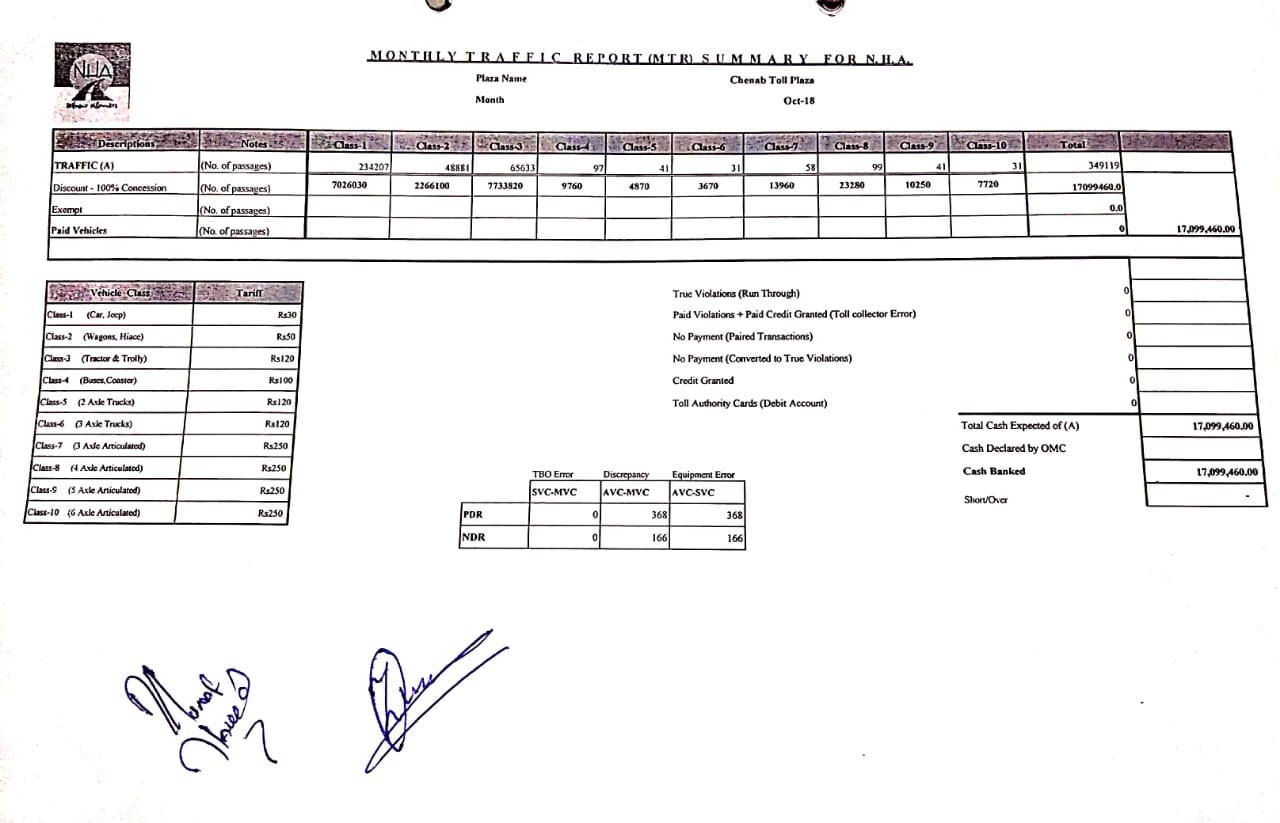 NHA
MONTHLY TRAFFIC REPORT (MTR) SUMMARY FOR N.H.A.
Plaza Name Chenab Toll Plaza
Month Oct-18
Descriptions Notes Class-1 Class-2 Class-3 Class-4 Class-5 Class-6 Class-7 Class-8 Class-9 Class-10 Total
TRAFFIC (A) (No. of passages) 234207 48881 65633 97 41 31 58 99 41 31 349119
Discount - 100% Concession (No. of passages) 7026030 2266100 7733820 9760 4870 3670 13960 23280 10250 7720 17099460.0
Exempt (No. of passages) 0.0
Paid Vehicles (No. of passages) 0 17,099,460.00
Vehicle Class Tariff
Class-1 (Car, Jeep) Rs30
Class-2 (Wagons, Hiace) Rs50
Class-3 (Tractor & Trolly) Rs120
Class-4 (Buses,Coaster) Rs100
Class-5 (2 Axle Trucks) Rs120
Class-6 (3 Axle Trucks) Rs120
Class-7 (3 Axle Articulated) Rs250
Class-8 (4 Axle Articulated) Rs250
Class-9 (5 Axle Articulated) Rs250
Class-10 (6 Axle Articulated) Rs250
True Violations (Run Through) 0
Paid Violations + Paid Credit Granted (Toll collector Error) 0
No Payment (Paired Transactions) 0
No Payment (Converted to True Violations) 0
Credit Granted 0
Toll Authority Cards (Debit Account) 0
Total Cash Expected of (A) 17,099,460.00
Cash Declared by OMC
Cash Banked 17,099,460.00
Short/Over -
TBO Error Discrepancy Equipment Error
SVC-MVC AVC-MVC AVC-SVC
PDR 0 368 368
NDR 0 166 166